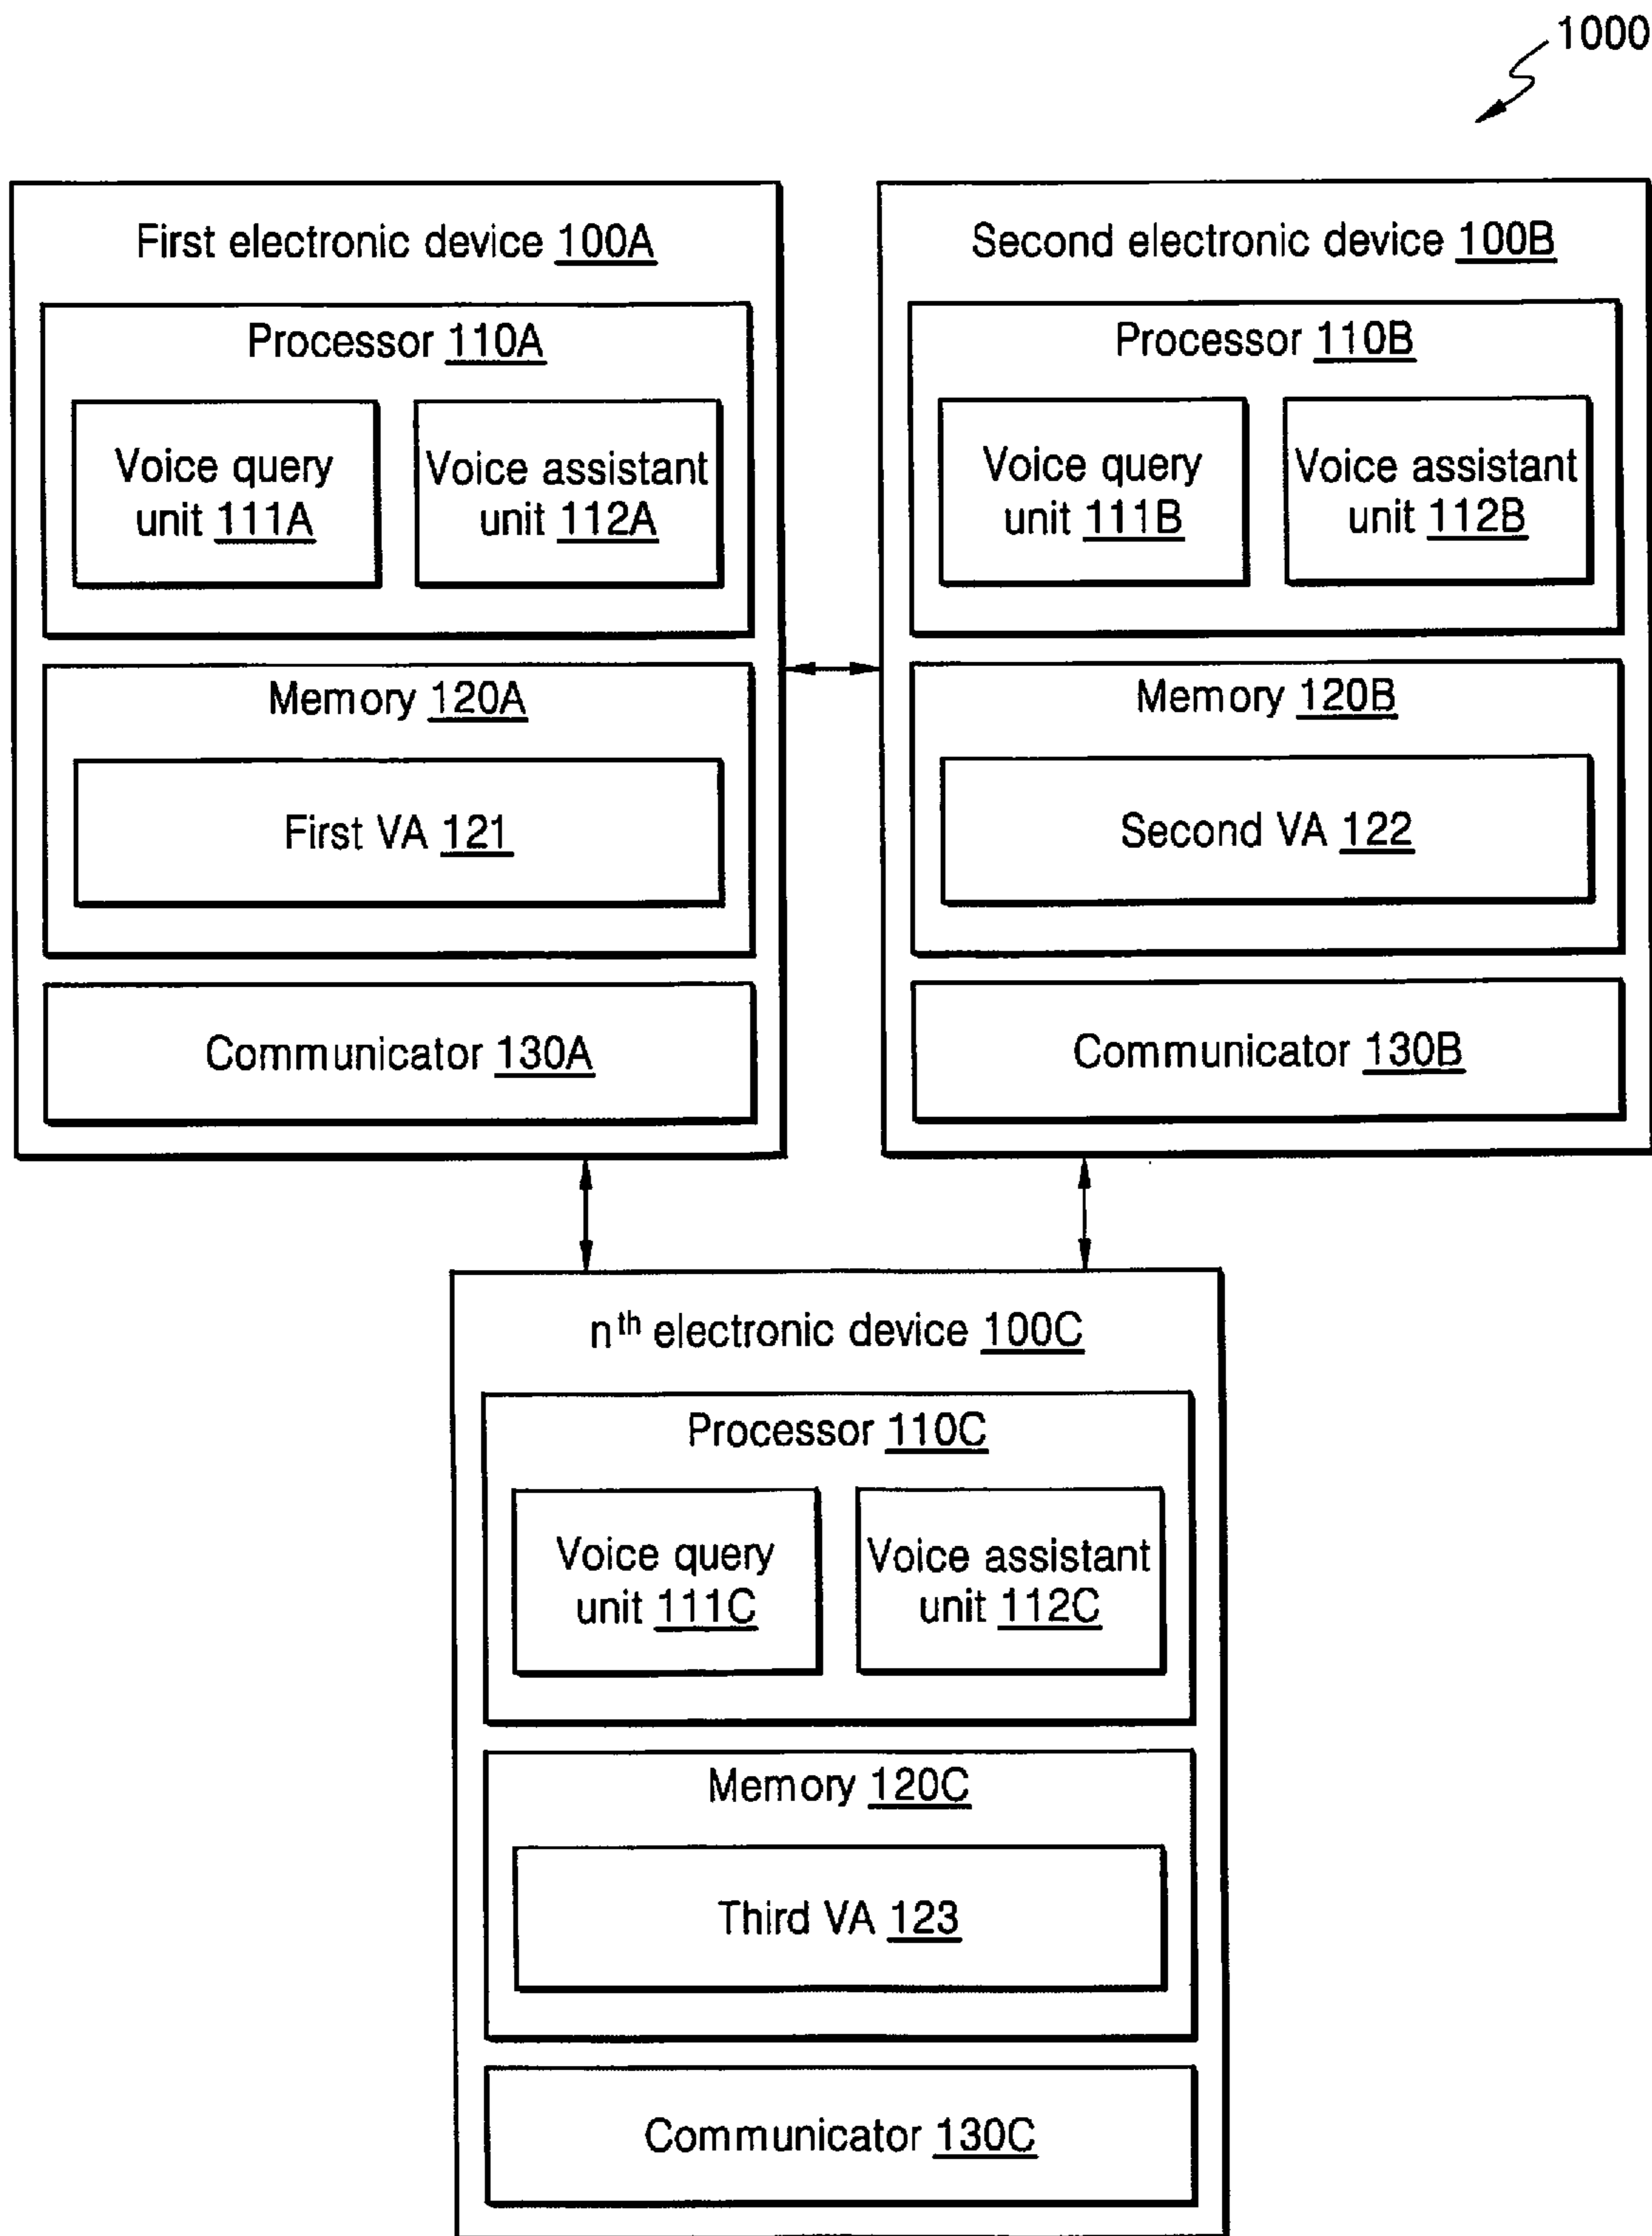 1000
First electronic device 100A
Processor 110A
Voice query
unit 111A
Voice assistant
unit 112A
Memory 120A
First VA 121
Communicator 130A
Second electronic device 100B
Processor 110B
Voice query
unit 111B
Voice assistant
unit 112B
Memory 120B
Second VA 122
Communicator 130B
nth electronic device 100C
Processor 110C
Voice query
unit 111C
Voice assistant
unit 112C
Memory 120C
Third VA 123
Communicator 130C